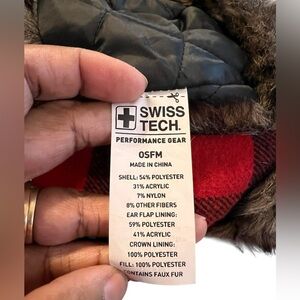 SWISS
TECH.
PERFORMANCE GEAR
OSFM
MADE IN CHINA
SHELL: 54% POLYESTER
31% ACRYLIC
7% NYLON
8% OTHER FIBERS
EAR FLAP LINING:
59% POLYESTER
41% ACRYLIC
CROWN LINING:
100% POLYESTER
FILL: 100% POLYESTER
CONTAINS FAUX FUR